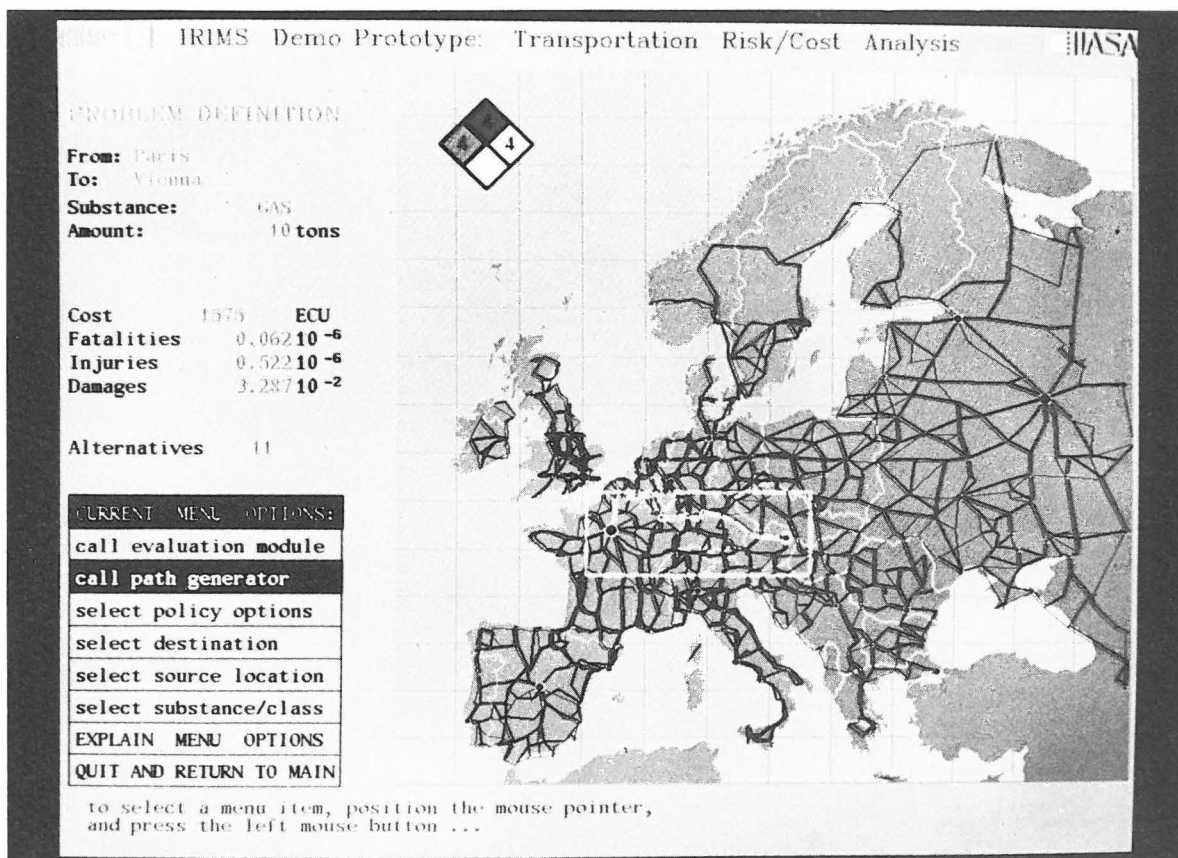 IRIMS Demo Prototype: Transportation Risk/Cost Analysis
IIASA
PROBLEM DEFINITION
From: Paris
To: Vienna
Substance: GAS
Amount: 10 tons
4
4
4
Cost 1575 ECU
Fatalities 0.062 10 -6
Injuries 0.522 10 -6
Damages 3.287 10 -2
Alternatives 11
CURRENT MENU OPTIONS:
call evaluation module
call path generator
select policy options
select destination
select source location
select substance/class
EXPLAIN MENU OPTIONS
QUIT AND RETURN TO MAIN
to select a menu item, position the mouse pointer,
and press the left mouse button ...